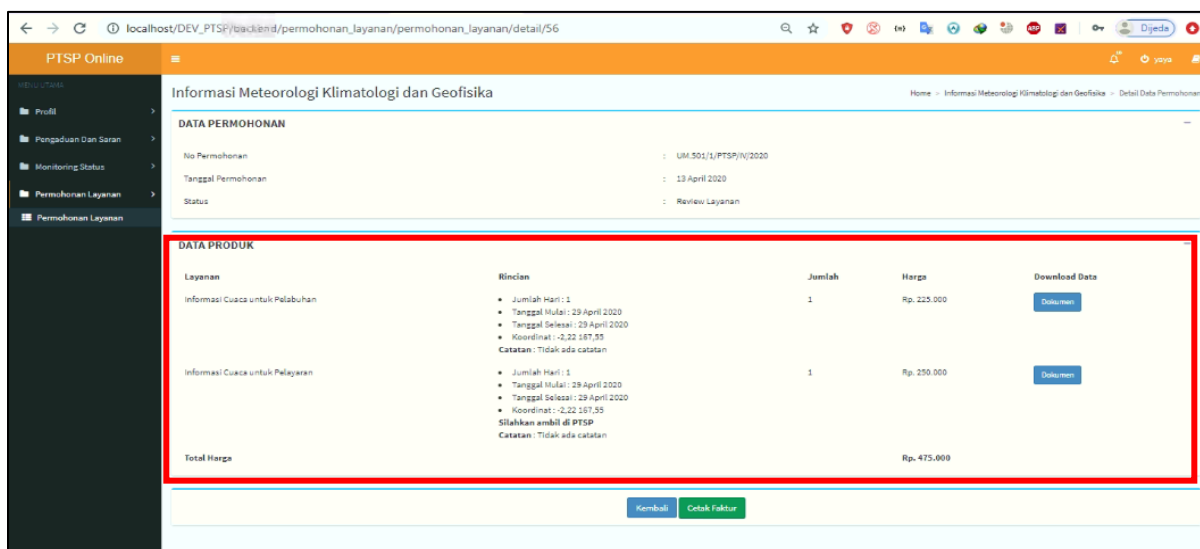 localhost/DEV_PTSP/backend/permohonan_layanan/permohonan_layanan/detail/56
Dijeda
PTSP Online
yaya
MENU UTAMA
Profil
Pengaduan Dan Saran
Monitoring Status
Permohonan Layanan
Permohonan Layanan
Informasi Meteorologi Klimatologi dan Geofisika
Home > Informasi Meteorologi Klimatologi dan Geofisika > Detail Data Permohonan
DATA PERMOHONAN
No Permohonan : UM.501/1/PTSP/IV/2020
Tanggal Permohonan : 13 April 2020
Status : Review Layanan
DATA PRODUK
Layanan Rincian Jumlah Harga Download Data
Informasi Cuaca untuk Pelabuhan • Jumlah Hari : 1 1 Rp. 225.000 Dokumen
• Tanggal Mulai : 29 April 2020
• Tanggal Selesai : 29 April 2020
• Koordinat : -2,22 167,55
Catatan : Tidak ada catatan
Informasi Cuaca untuk Pelayaran • Jumlah Hari : 1 1 Rp. 250.000 Dokumen
• Tanggal Mulai : 29 April 2020
• Tanggal Selesai : 29 April 2020
• Koordinat : -2,22 167,55
Silahkan ambil di PTSP
Catatan : Tidak ada catatan
Total Harga Rp. 475.000
Kembali Cetak Faktur